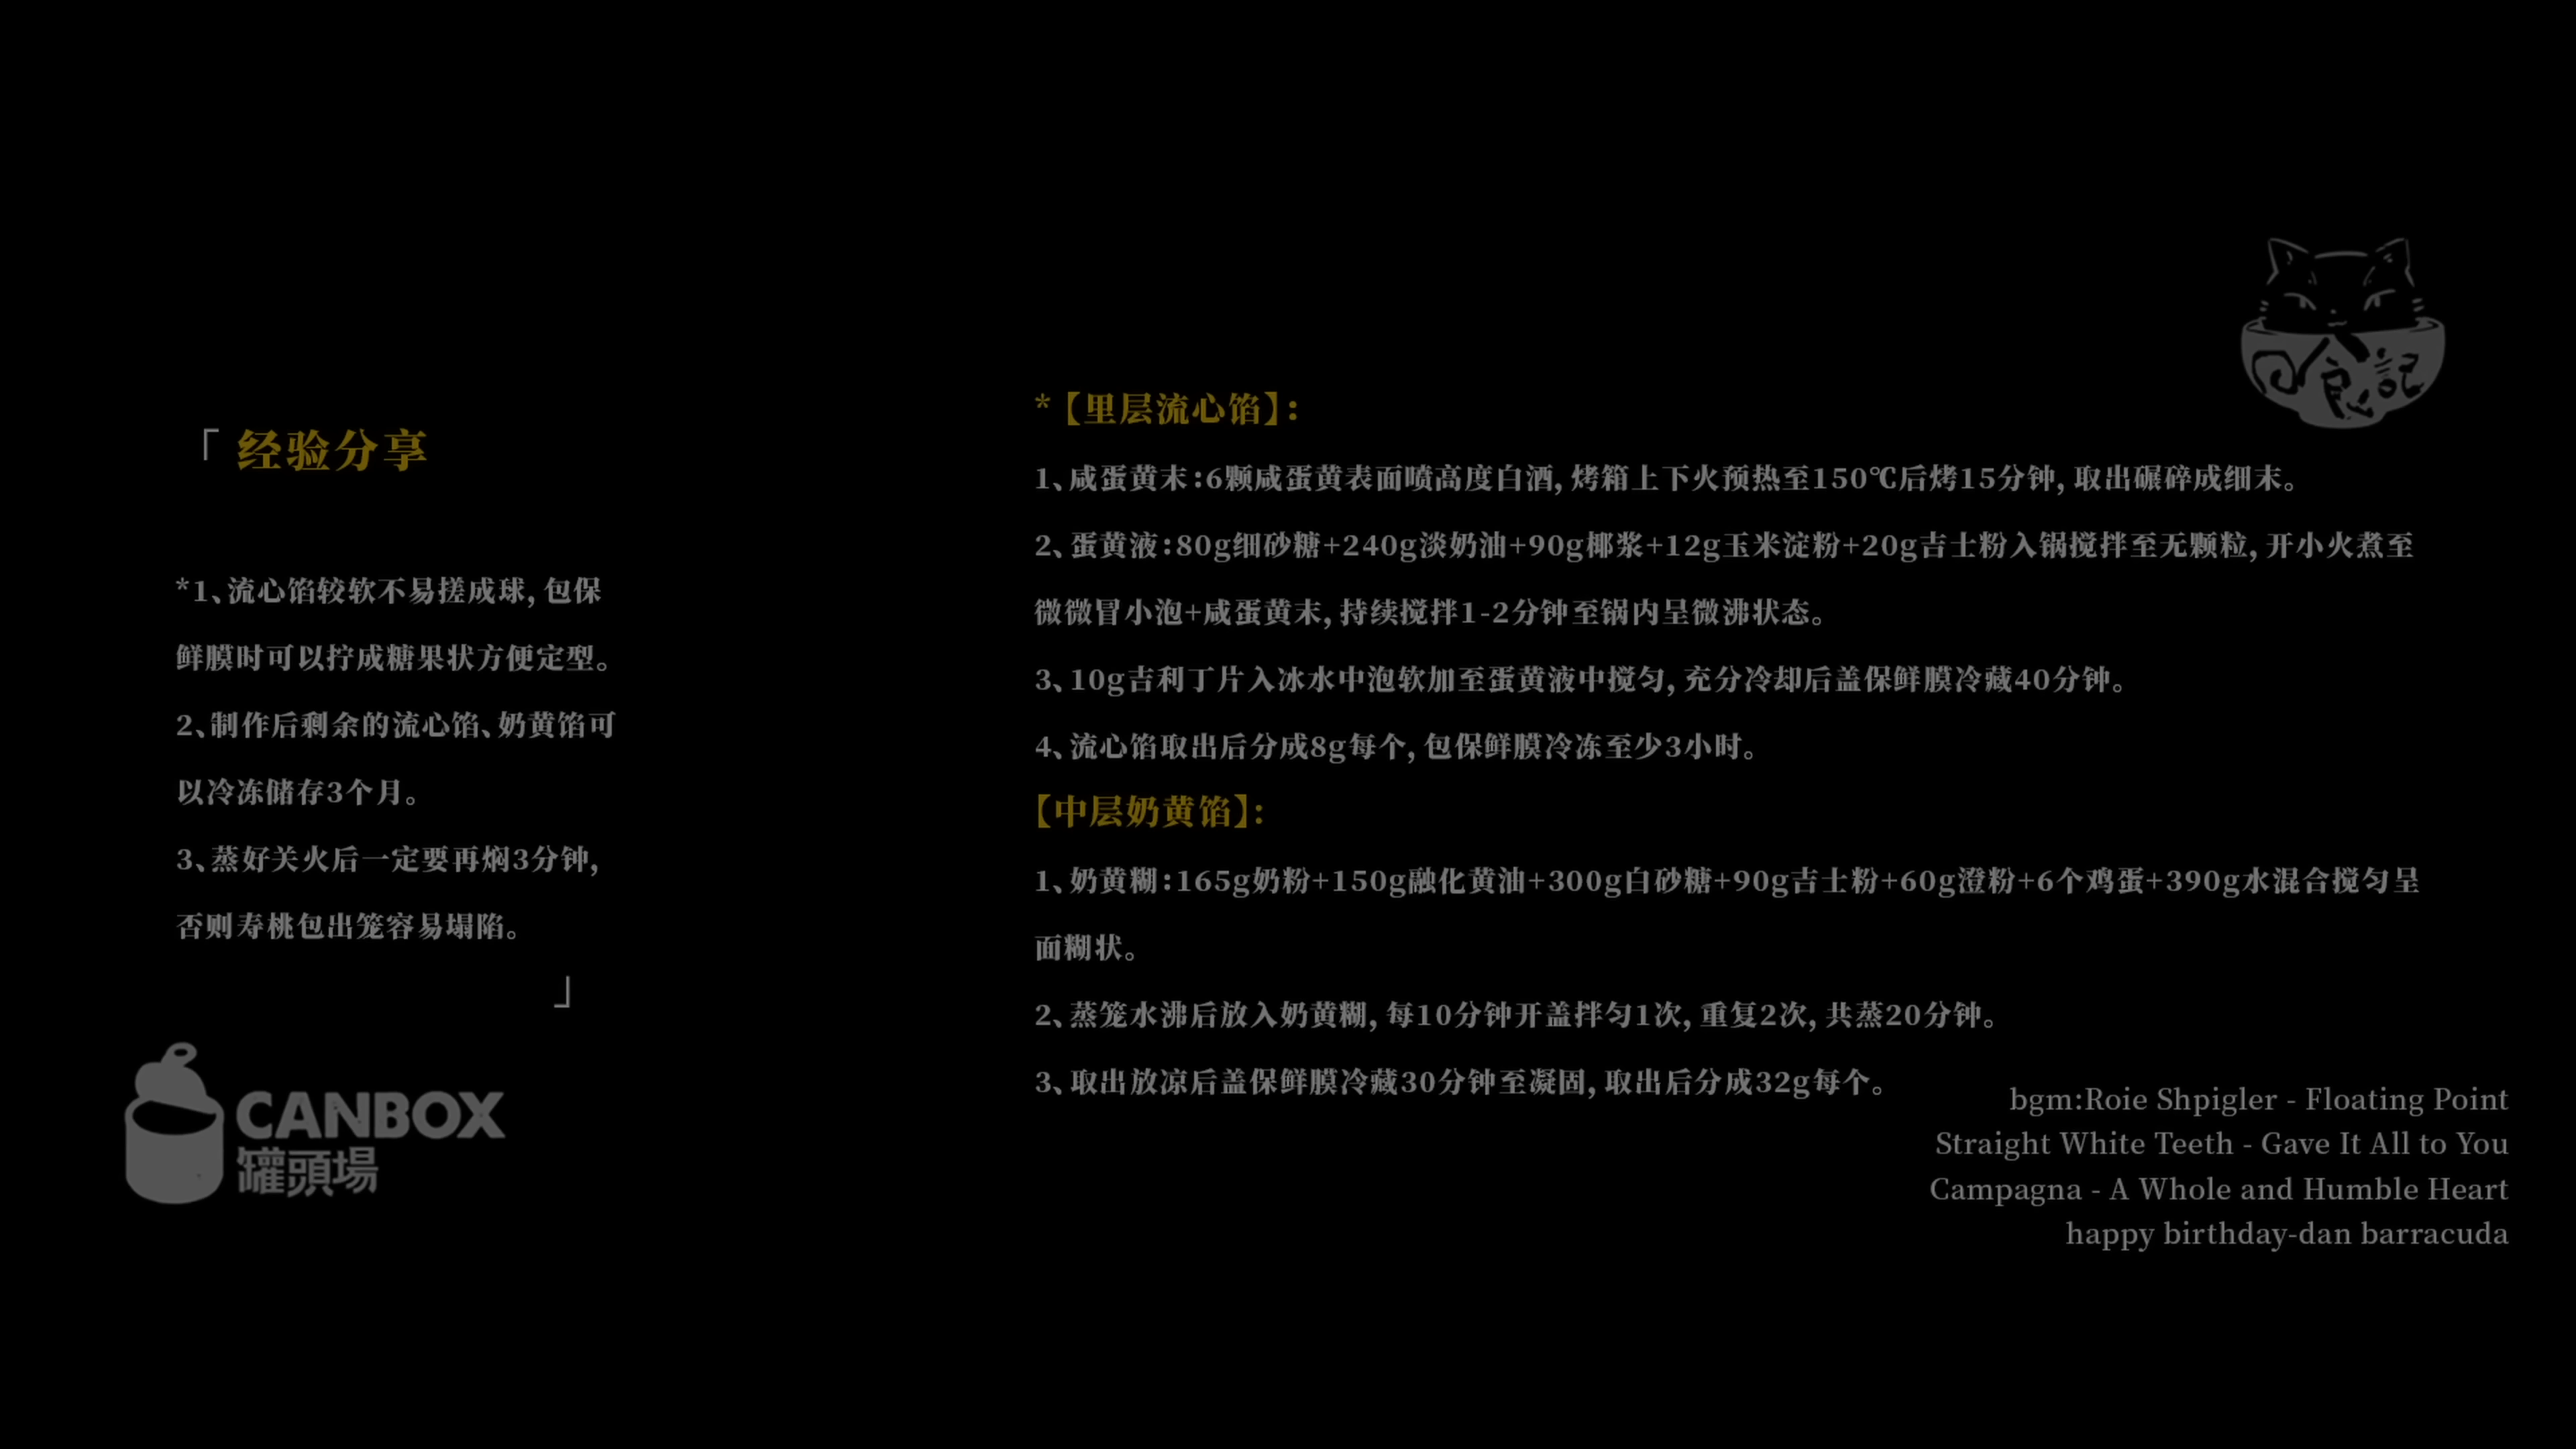 「 经验分享
*1、流心馅较软不易搓成球, 包保
鲜膜时可以拧成糖果状方便定型。
2、制作后剩余的流心馅、奶黄馅可
以冷冻储存3个月。
3、蒸好关火后一定要再焖3分钟,
否则寿桃包出笼容易塌陷。
」
CANBOX
罐頭場
日食記
*【里层流心馅】:
1、咸蛋黄末:6颗咸蛋黄表面喷高度白酒, 烤箱上下火预热至150℃后烤15分钟, 取出碾碎成细末。
2、蛋黄液:80g细砂糖+240g淡奶油+90g椰浆+12g玉米淀粉+20g吉士粉入锅搅拌至无颗粒, 开小火煮至
微微冒小泡+咸蛋黄末, 持续搅拌1-2分钟至锅内呈微沸状态。
3、10g吉利丁片入冰水中泡软加至蛋黄液中搅匀, 充分冷却后盖保鲜膜冷藏40分钟。
4、流心馅取出后分成8g每个, 包保鲜膜冷冻至少3小时。
【中层奶黄馅】:
1、奶黄糊:165g奶粉+150g融化黄油+300g白砂糖+90g吉士粉+60g澄粉+6个鸡蛋+390g水混合搅匀呈
面糊状。
2、蒸笼水沸后放入奶黄糊, 每10分钟开盖拌匀1次, 重复2次, 共蒸20分钟。
3、取出放凉后盖保鲜膜冷藏30分钟至凝固, 取出后分成32g每个。
bgm:Roie Shpigler - Floating Point
Straight White Teeth - Gave It All to You
Campagna - A Whole and Humble Heart
happy birthday-dan barracuda